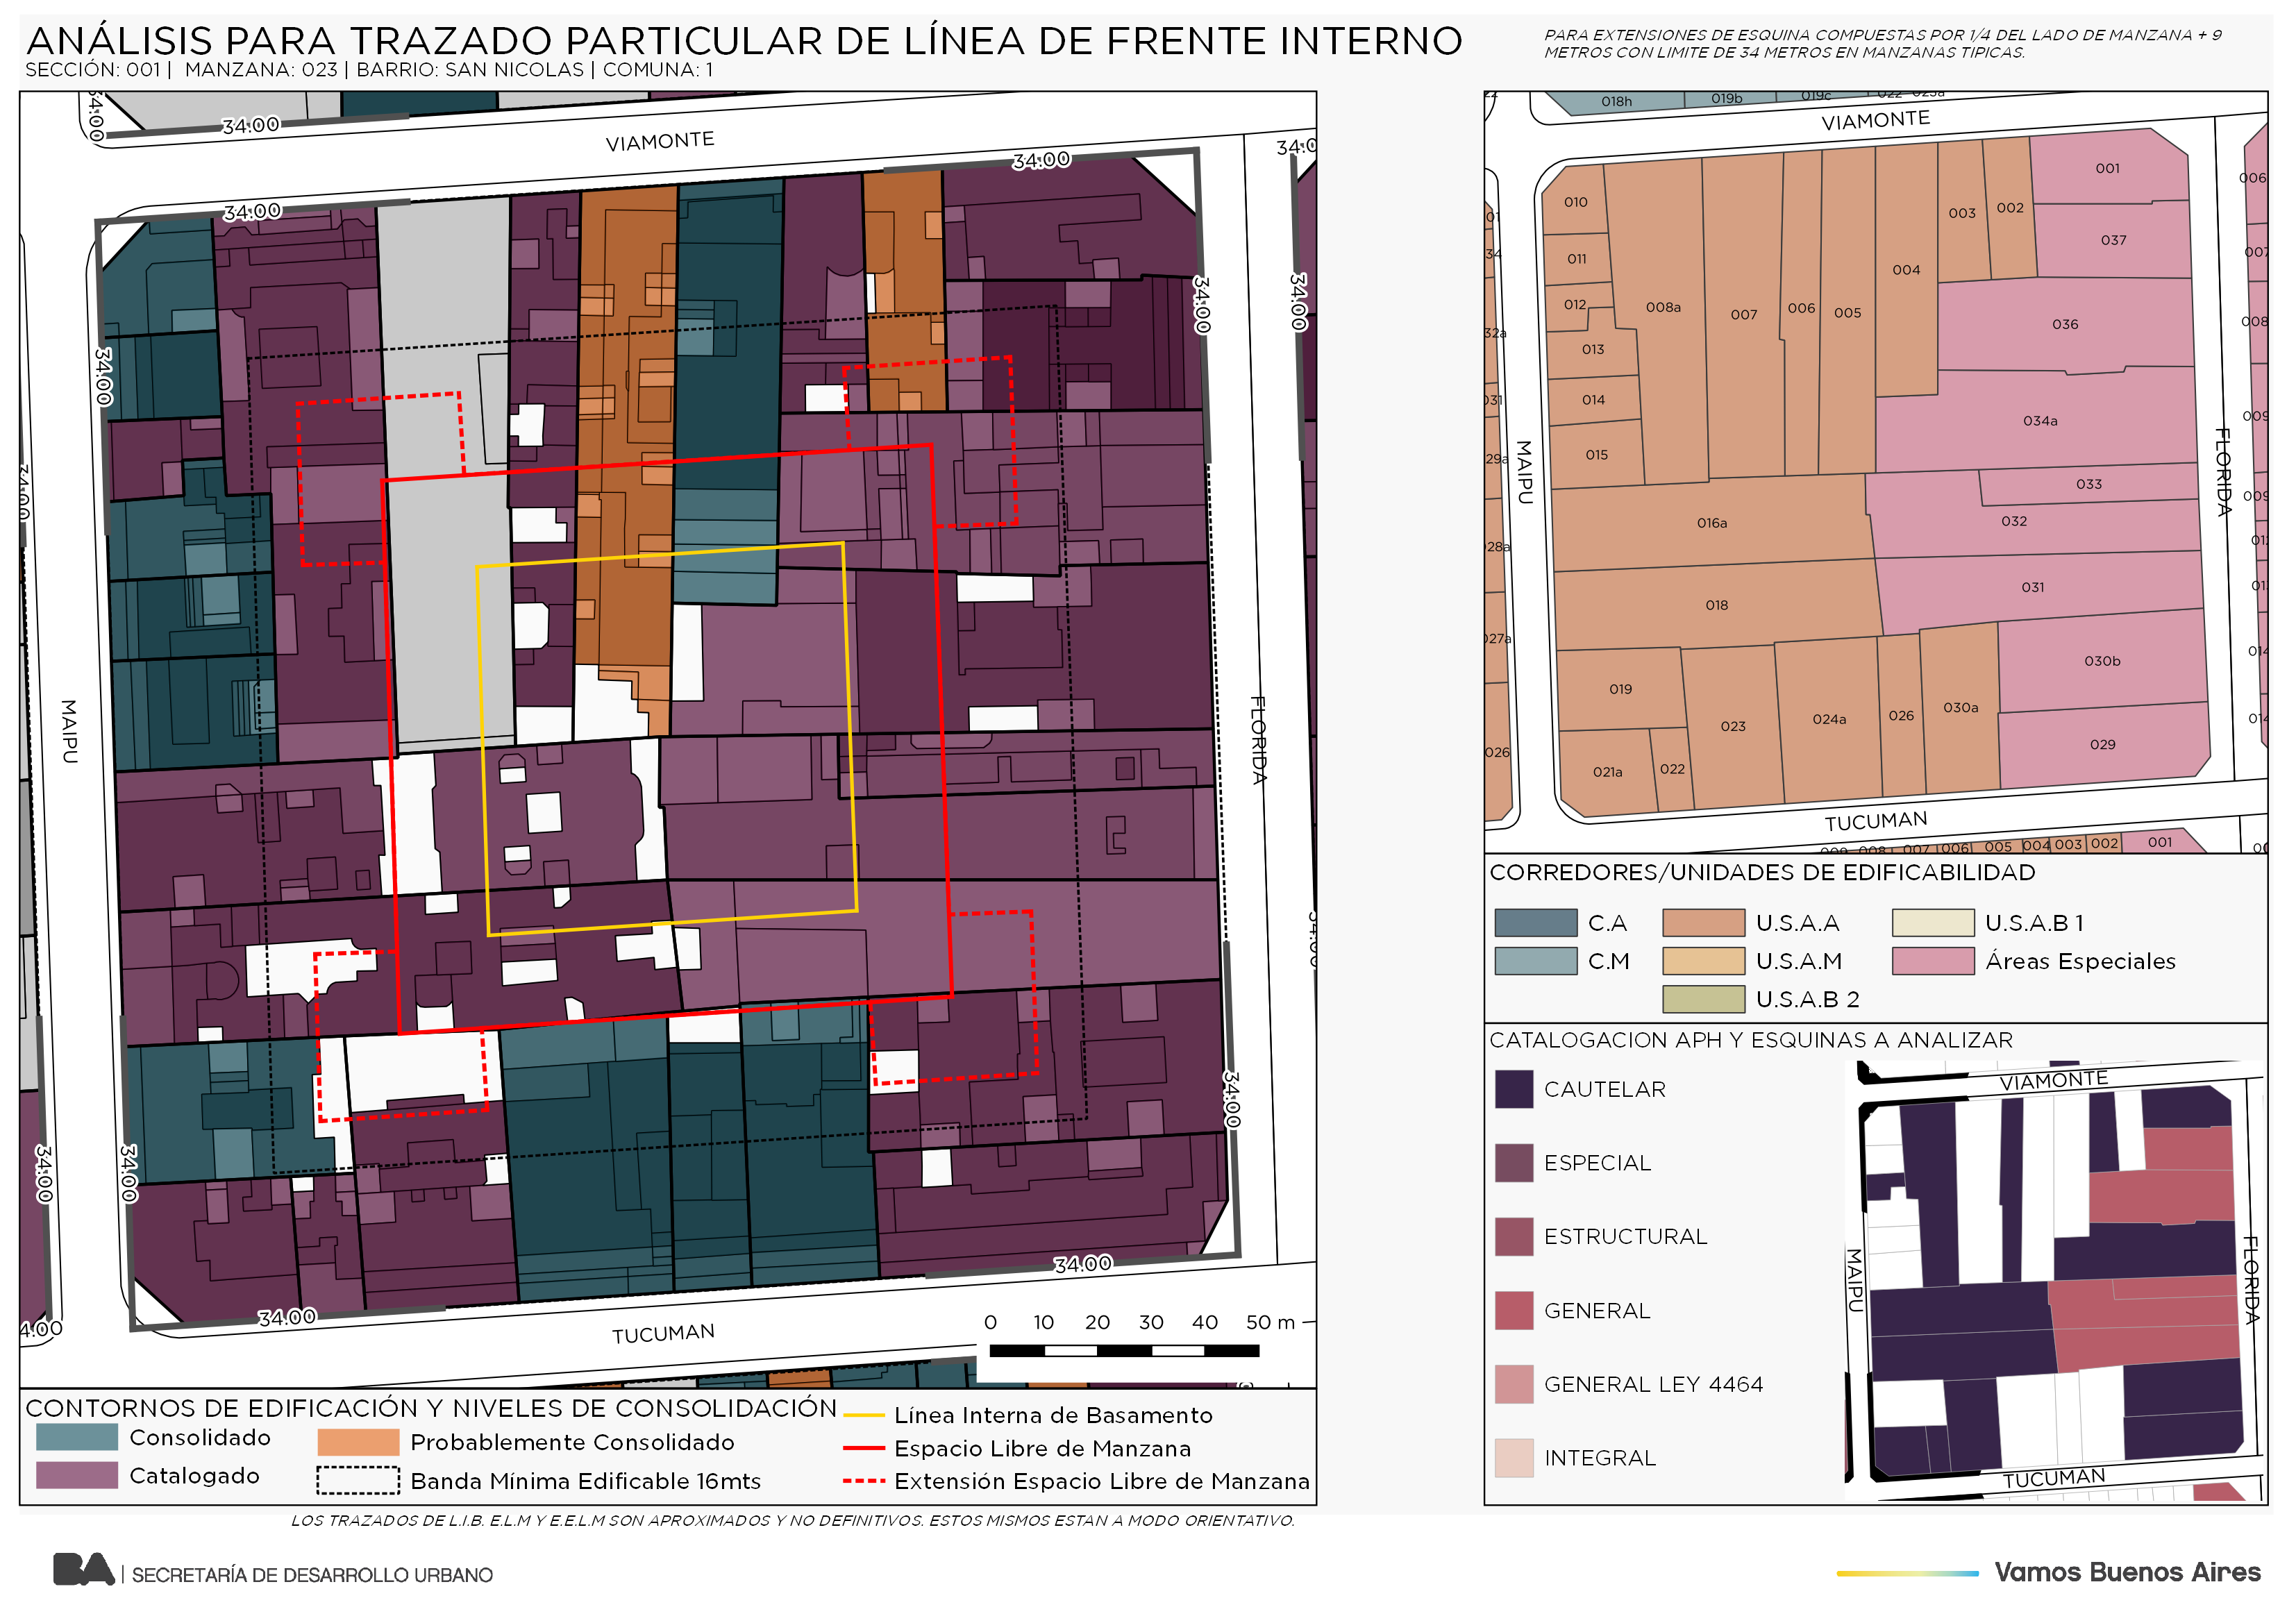 ANÁLISIS PARA TRAZADO PARTICULAR DE LÍNEA DE FRENTE INTERNO
SECCIÓN: 001 | MANZANA: 023 | BARRIO: SAN NICOLAS | COMUNA: 1
PARA EXTENSIONES DE ESQUINA COMPUESTAS POR 1/4 DEL LADO DE MANZANA + 9
METROS CON LIMITE DE 34 METROS EN MANZANAS TIPICAS.
34.00
34.00
VIAMONTE
34.00
34.00
34.00
34.00
34.00
34.00
MAIPU
FLORIDA
34.00
34.00
34.00
34.00
34.00
TUCUMAN
0 10 20 30 40 50 m
CONTORNOS DE EDIFICACIÓN Y NIVELES DE CONSOLIDACIÓN
Consolidado
Catalogado
Probablemente Consolidado
Banda Mínima Edificable 16mts
Línea Interna de Basamento
Espacio Libre de Manzana
Extensión Espacio Libre de Manzana
018h
019b
019c
VIAMONTE
001
010
003
002
037
011
004
012
008a
007
006
005
036
013
014
034a
015
MAIPU
FLORIDA
033
016a
032
031
018
030b
019
023
024a
026
030a
029
021a
022
026
TUCUMAN
007
006
005
004
003
002
001
CORREDORES/UNIDADES DE EDIFICABILIDAD
C.A
U.S.A.A
U.S.A.B 1
C.M
U.S.A.M
Áreas Especiales
U.S.A.B 2
CATALOGACION APH Y ESQUINAS A ANALIZAR
CAUTELAR
ESPECIAL
ESTRUCTURAL
GENERAL
GENERAL LEY 4464
INTEGRAL
VIAMONTE
MAIPU
FLORIDA
TUCUMAN
LOS TRAZADOS DE L.I.B. E.L.M Y E.E.L.M SON APROXIMADOS Y NO DEFINITIVOS. ESTOS MISMOS ESTAN A MODO ORIENTATIVO.
BA | SECRETARÍA DE DESARROLLO URBANO
Vamos Buenos Aires